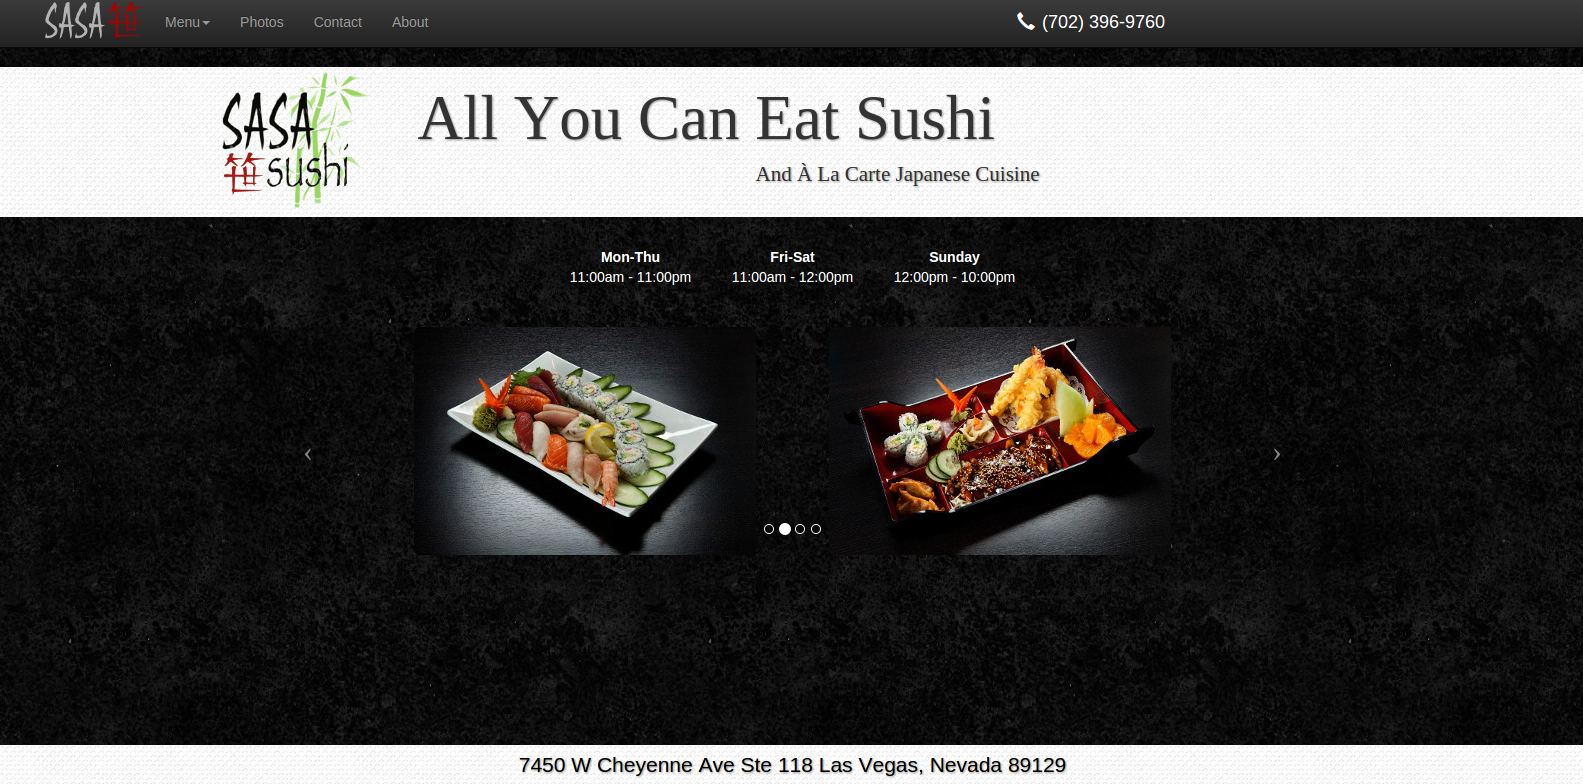 SASA 笹
Menu
Photos
Contact
About
(702) 396-9760
SASA
笹 sushi
All You Can Eat Sushi
And À La Carte Japanese Cuisine
Mon-Thu
11:00am - 11:00pm
Fri-Sat
11:00am - 12:00pm
Sunday
12:00pm - 10:00pm
7450 W Cheyenne Ave Ste 118 Las Vegas, Nevada 89129